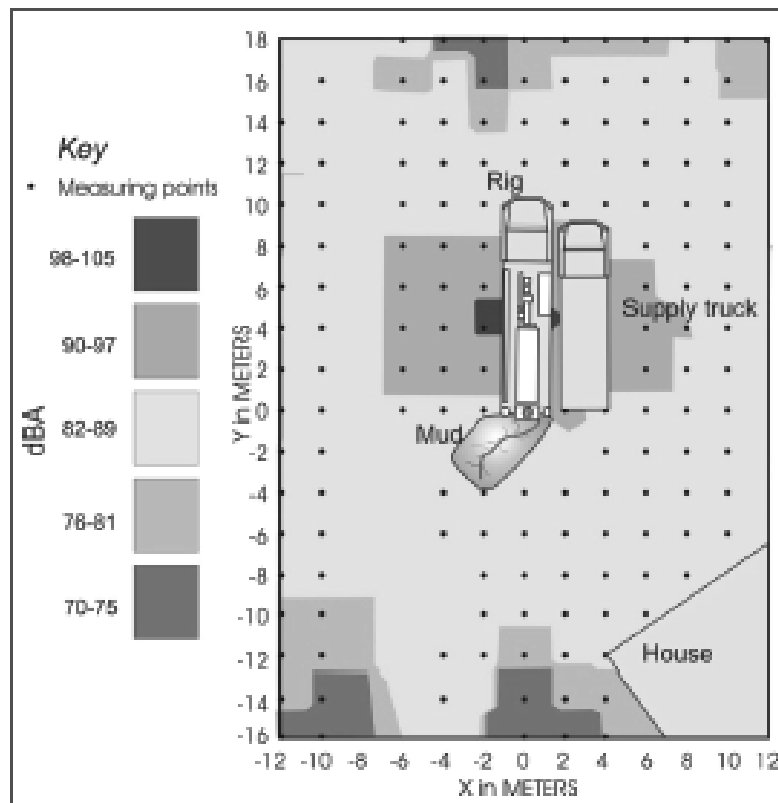 Key
Measuring points
98-105
90-97
82-89
76-81
70-75
dBA
Y in METERS
18
16
14
12
10
8
6
4
2
0
-2
-4
-6
-8
-10
-12
-14
-16
Rig
Supply truck
Mud
House
-12 -10 -8 -6 -4 -2 0 2 4 6 8 10 12
X in METERS